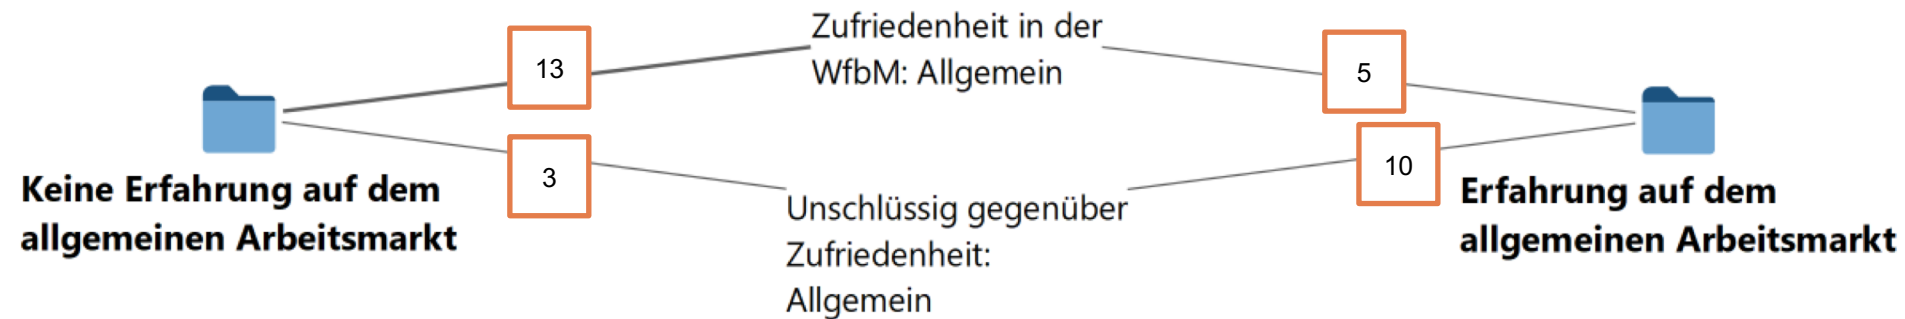 Zufriedenheit in der
WfbM: Allgemein
13
5
3
10
Keine Erfahrung auf dem
allgemeinen Arbeitsmarkt
Unschlüssig gegenüber
Zufriedenheit:
Allgemein
Erfahrung auf dem
allgemeinen Arbeitsmarkt